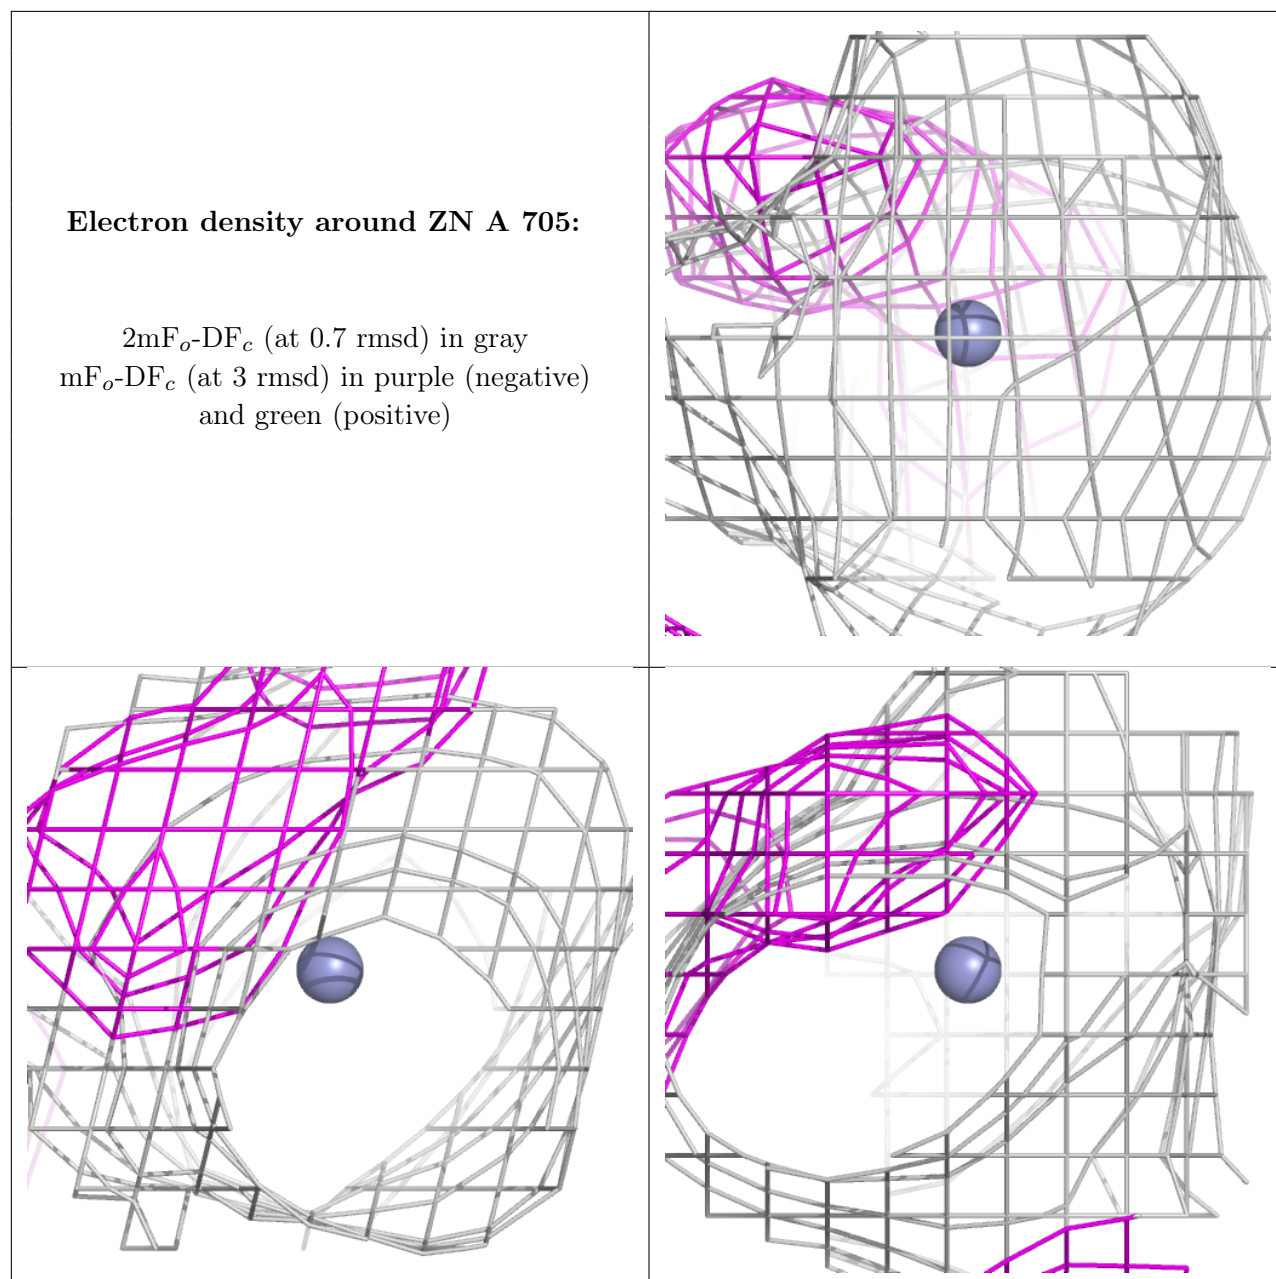 Electron density around ZN A 705:
2mFo-DFc (at 0.7 rmsd) in gray
mFo-DFc (at 3 rmsd) in purple (negative)
and green (positive)